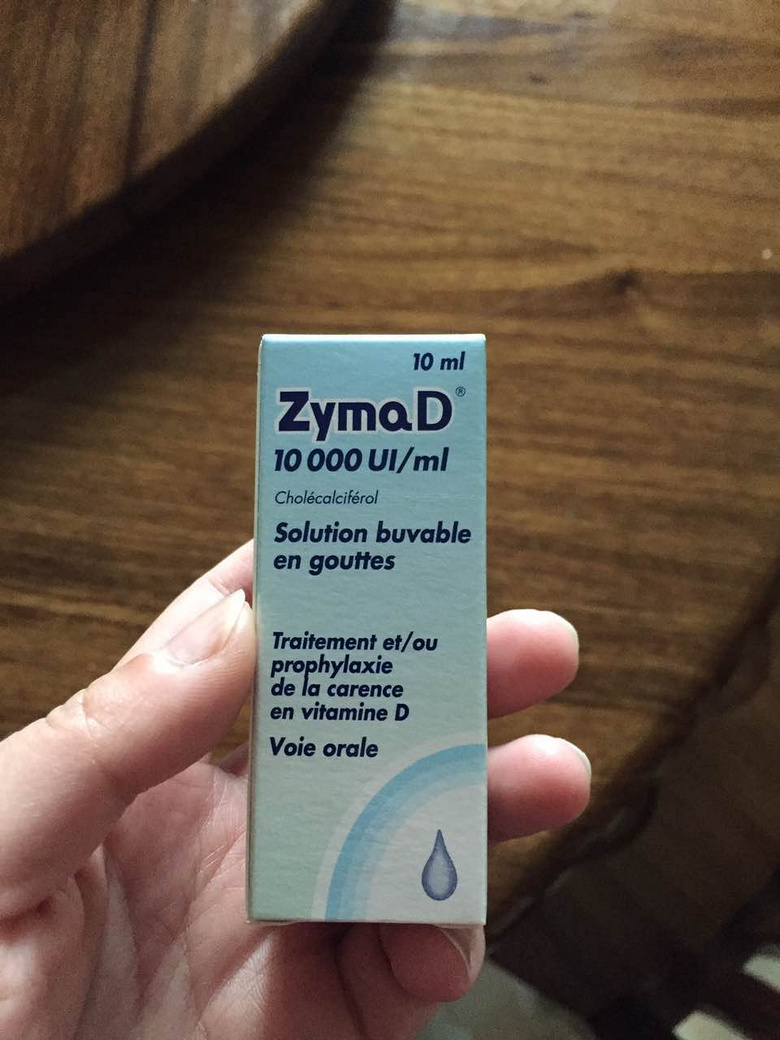 10 ml
ZymaD®
10 000 UI/ml
Cholécalciférol
Solution buvable
en gouttes
Traitement et/ou
prophylaxie
de la carence
en vitamine D
Voie orale